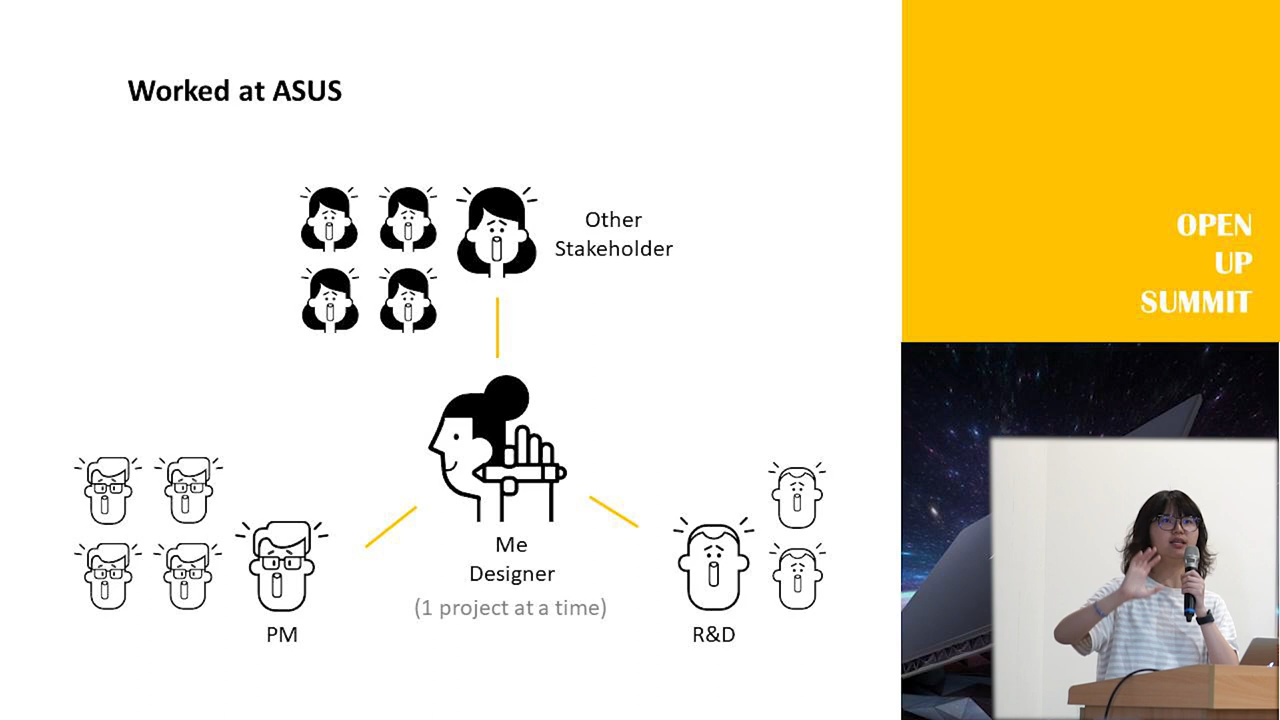 Worked at ASUS
Other
Stakeholder
Me
Designer
(1 project at a time)
PM
R&D
OPEN
UP
SUMMIT